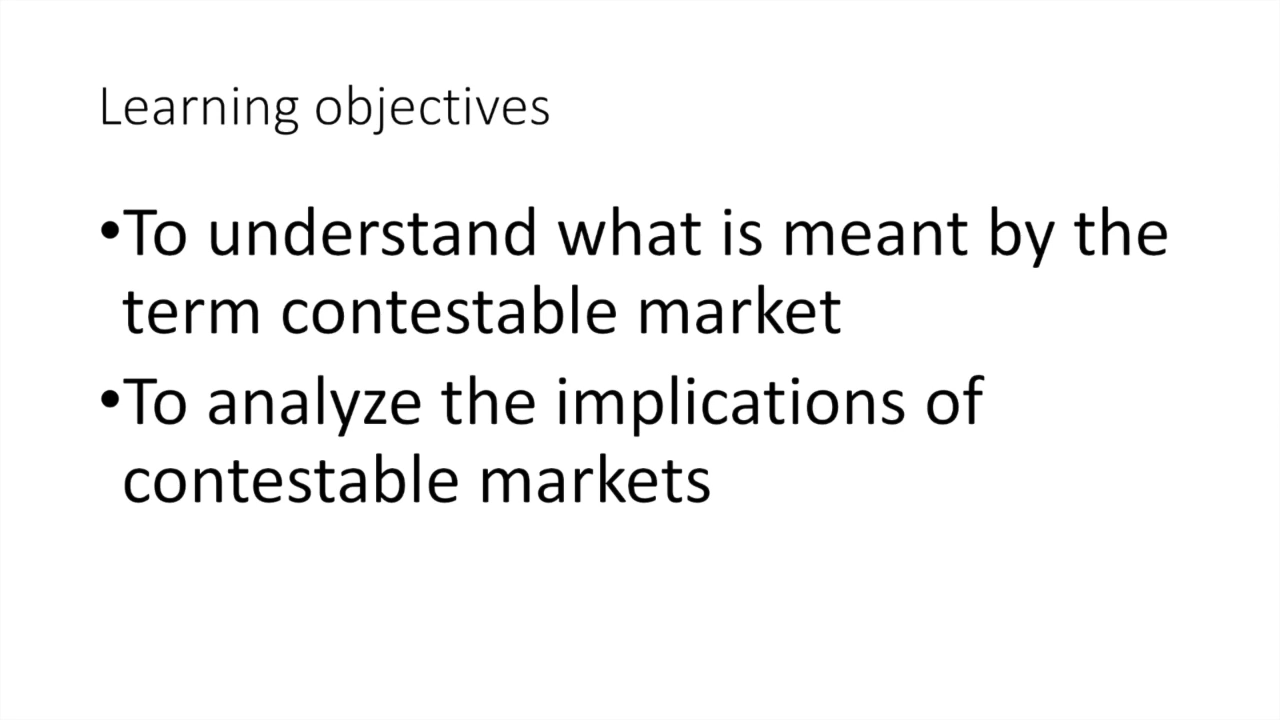 Learning objectives
•To understand what is meant by the
term contestable market
•To analyze the implications of
contestable markets